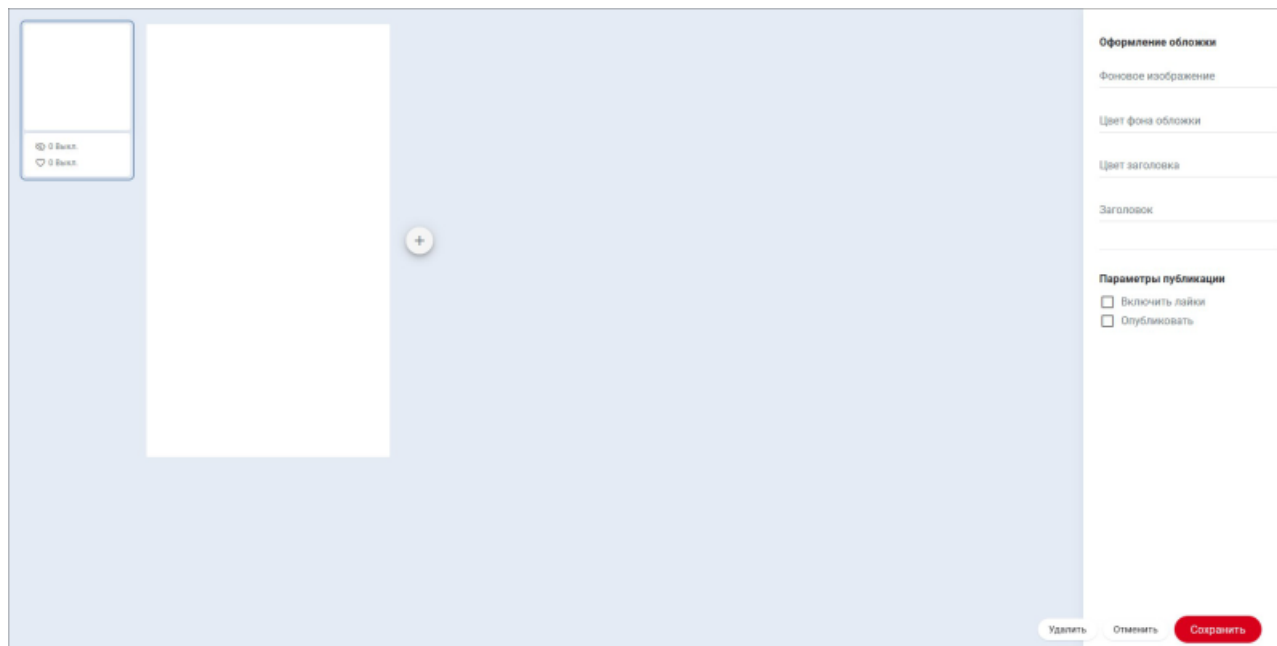 0 Выкл.
0 Выкл.
+
Оформление обложки
Фоновое изображение
Цвет фона обложки
Цвет заголовка
Заголовок
Параметры публикации
Включить лайки
Опубликовать
Удалить
Отменить
Сохранить